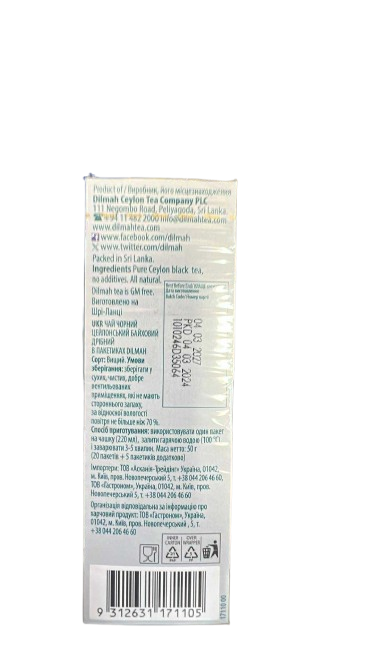 Product of / Виробник, його місцезнаходження
Dilmah Ceylon Tea Company PLC
111 Negombo Road, Peliyagoda, Sri Lanka.
+94 11 482 2000 info@dilmahtea.com
www.dilmahtea.com
www.facebook.com/dilmah
www.twitter.com/dilmah
Packed in Sri Lanka.
Ingredients Pure Ceylon black tea,
no additives. All natural.
Dilmah tea is GM free.
Виготовлено на
Шрі-Ланці
UKR ЧАЙ ЧОРНИЙ
ЦЕЙЛОНСЬКИЙ БАЙХОВИЙ
ДРІБНИЙ
В ПАКЕТИКАХ DILMAH
Сорт: Вищий. Умови
зберігання: зберігати у
сухих, чистих, добре
вентильованих
приміщеннях, які не мають
стороннього запаху,
за відносної вологості
повітря не більше ніж 70 %.
04 03 2027
PKD 04 03 2024
Спосіб приготування: використовувати один пакет
на чашку (220 мл), залити гарячою водою (100 °C)
і заварювати 3-5 хвилин. Маса нетто: 50 г
(20 пакетик + 5 пакетиків додатково)
Імпортери: ТОВ «Асканія-Трейдінг» Україна, 01042,
м. Київ, пров. Новопечерський 5, т. +38 044 206 46 60,
ТОВ «Гастроном», Україна, 01042, м. Київ, пров.
Новопечерський 5, т. +38 044 206 46 60
Організація відповідальна за інформацію про
харчовий продукт: ТОВ «Гастроном», Україна,
01042, м. Київ, пров. Новопечерський , 5, т.
+38 044 206 46 60
INNER CARTON
OVER WRAPPER
9 312631 171105